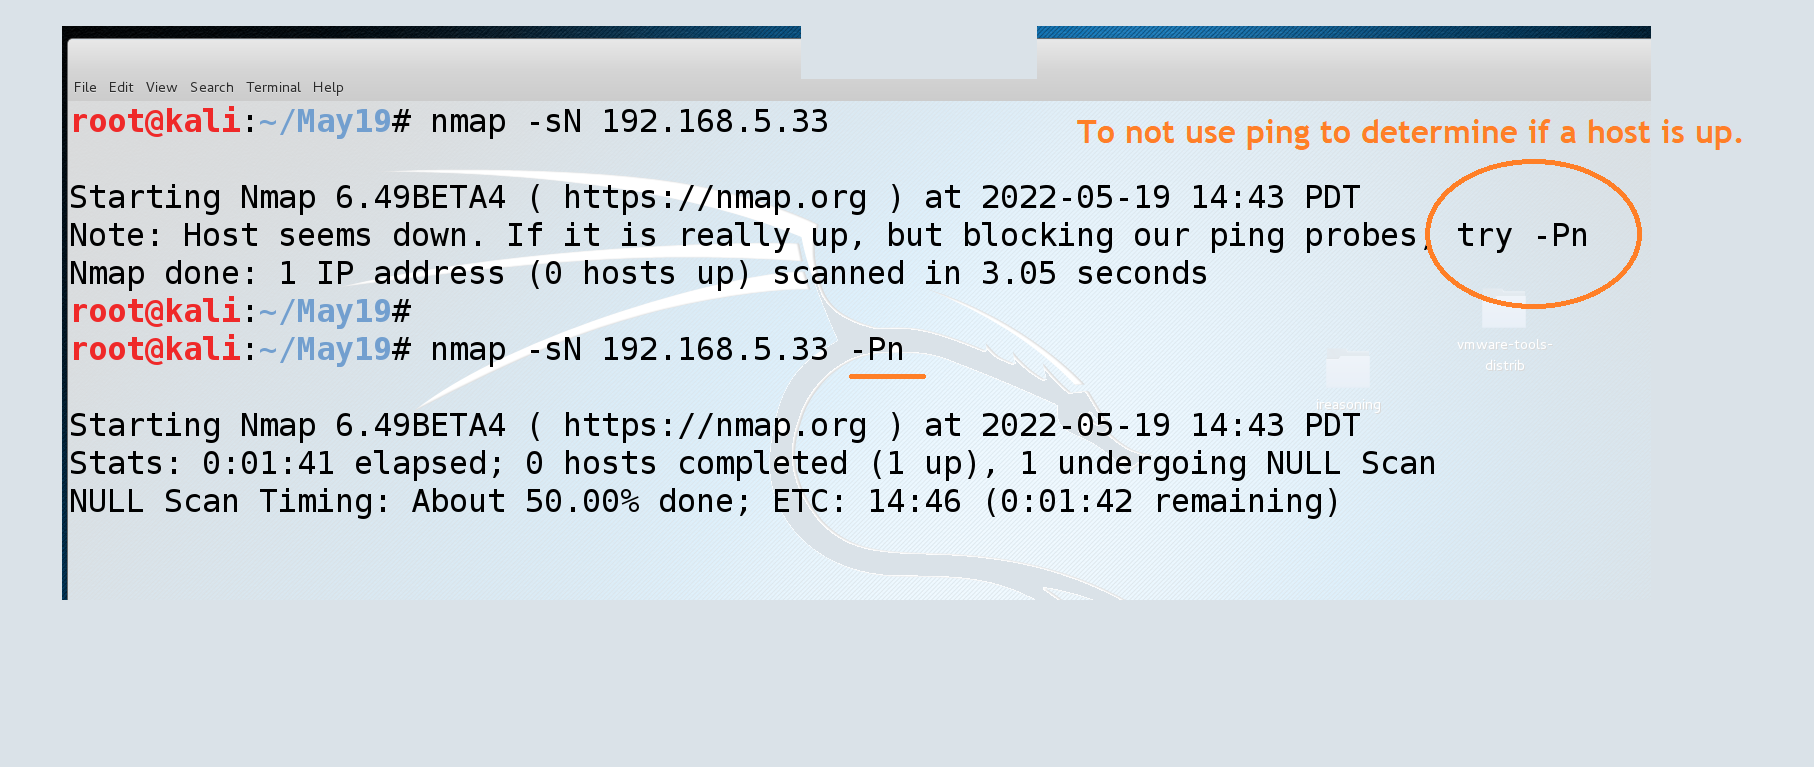 File Edit View Search Terminal Help
root@kali:~/May19# nmap -sN 192.168.5.33
To not use ping to determine if a host is up.
Starting Nmap 6.49BETA4 ( https://nmap.org ) at 2022-05-19 14:43 PDT
Note: Host seems down. If it is really up, but blocking our ping probes, try -Pn
Nmap done: 1 IP address (0 hosts up) scanned in 3.05 seconds
root@kali:~/May19#
root@kali:~/May19# nmap -sN 192.168.5.33 -Pn
vmware-tools-
distrib
ireasoning
Starting Nmap 6.49BETA4 ( https://nmap.org ) at 2022-05-19 14:43 PDT
Stats: 0:01:41 elapsed; 0 hosts completed (1 up), 1 undergoing NULL Scan
NULL Scan Timing: About 50.00% done; ETC: 14:46 (0:01:42 remaining)